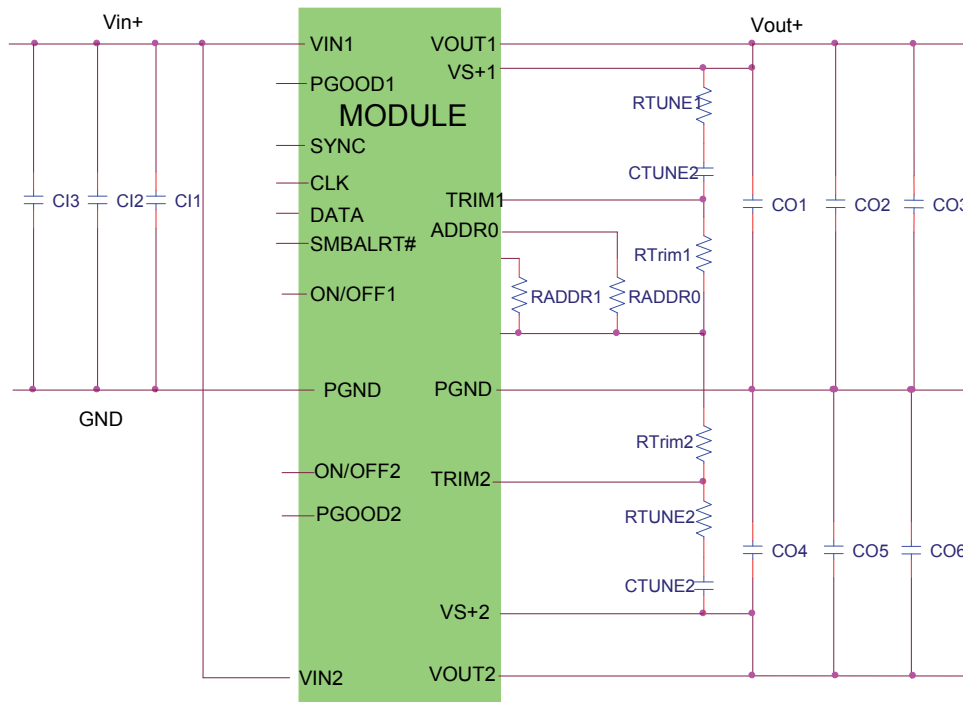 Vin+
Vout+
VIN1
VOUT1
VS+1
PGOOD1
RTUNE1
MODULE
SYNC
CTUNE2
CLK
TRIM1
CI3
CI2
CI1
CO1
CO2
CO3
DATA
ADDR0
SMBALRT#
RTrim1
ON/OFF1
RADDR1
RADDR0
PGND
PGND
GND
RTrim2
ON/OFF2
TRIM2
PGOOD2
RTUNE2
CO4
CO5
CO6
CTUNE2
VS+2
VIN2
VOUT2